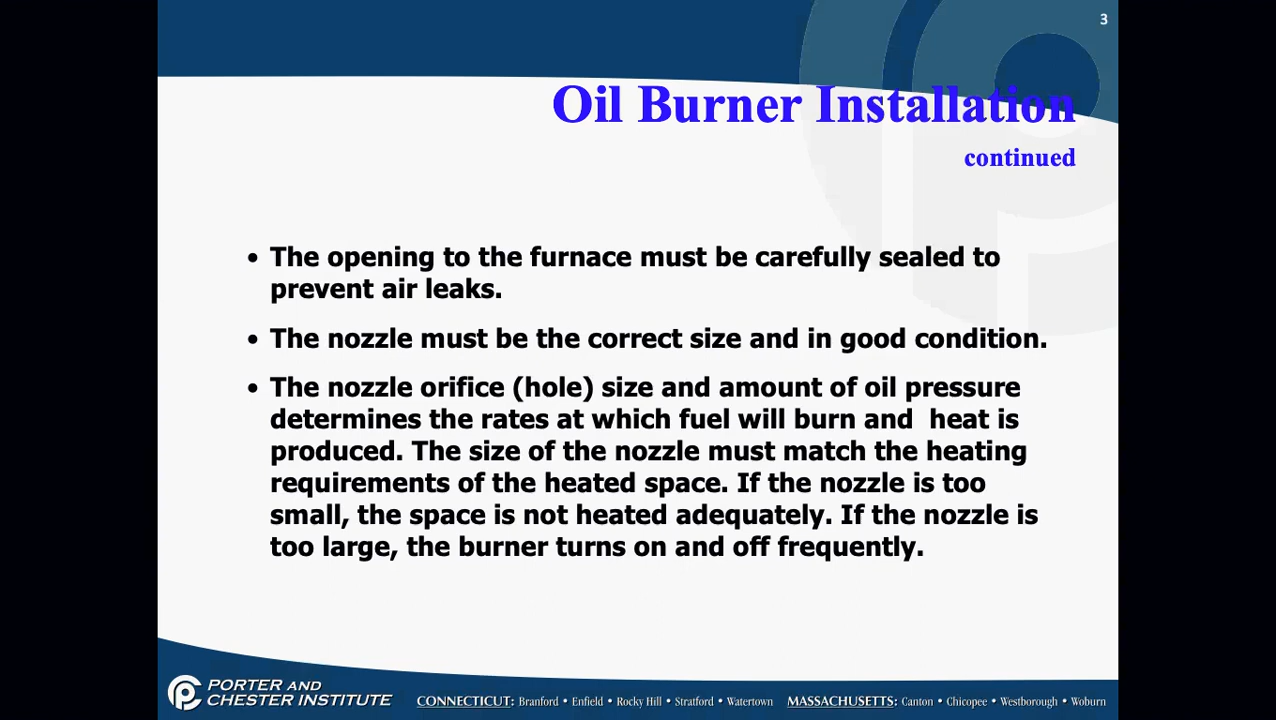 3
Oil Burner Installation
continued
• The opening to the furnace must be carefully sealed to
prevent air leaks.
• The nozzle must be the correct size and in good condition.
• The nozzle orifice (hole) size and amount of oil pressure
determines the rates at which fuel will burn and  heat is
produced. The size of the nozzle must match the heating
requirements of the heated space. If the nozzle is too
small, the space is not heated adequately. If the nozzle is
too large, the burner turns on and off frequently.
PORTER AND
CHESTER INSTITUTE
CONNECTICUT: Branford • Enfield • Rocky Hill • Stratford • Watertown MASSACHUSETTS: Canton • Chicopee • Westborough • Woburn